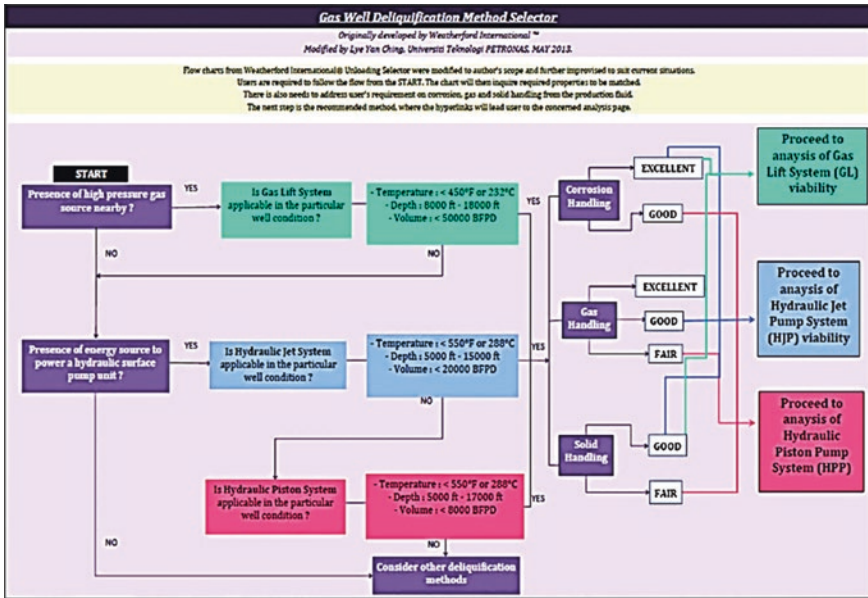 Gas Well Deliquification Method Selector
Originally developed by Weatherford International ™
Modified by Lye Yan Ching, Universiti Teknologi PETRONAS, MAY 2013.
Flow charts from Weatherford International® Unloading Selector were modified to author's scope and further improvised to suit current situations.
Users are required to follow the flow from the START. The chart will then inquire required properties to be matched.
There is also needs to address user's requirement on corrosion, gas and solid handling from the production fluid.
The next step is the recommended method, where the hyperlinks will lead user to the concerned analysis page.
START
Presence of high pressure gas
source nearby ?
YES
Is Gas Lift System
applicable in the particular
well condition ?
- Temperature : < 450°F or 232°C
- Depth : 8000 ft - 18000 ft
- Volume : < 50000 BFPD
YES
NO
NO
Presence of energy source to
power a hydraulic surface
pump unit ?
YES
Is Hydraulic Jet System
applicable in the particular
well condition ?
- Temperature : < 550°F or 288°C
- Depth : 5000 ft - 15000 ft
- Volume : < 20000 BFPD
YES
NO
Is Hydraulic Piston System
applicable in the particular
well condition ?
- Temperature : < 550°F or 288°C
- Depth : 5000 ft - 17000 ft
- Volume : < 8000 BFPD
YES
NO
NO
Consider other deliquification
methods
Corrosion
Handling
EXCELLENT
GOOD
Gas
Handling
EXCELLENT
GOOD
FAIR
Solid
Handling
GOOD
FAIR
Proceed to
anaysis of Gas
Lift System (GL)
viability
Proceed to
anaysis of
Hydraulic Jet
Pump System
(HJP) viability
Proceed to
anaysis of
Hydraulic
Piston Pump
System (HPP)